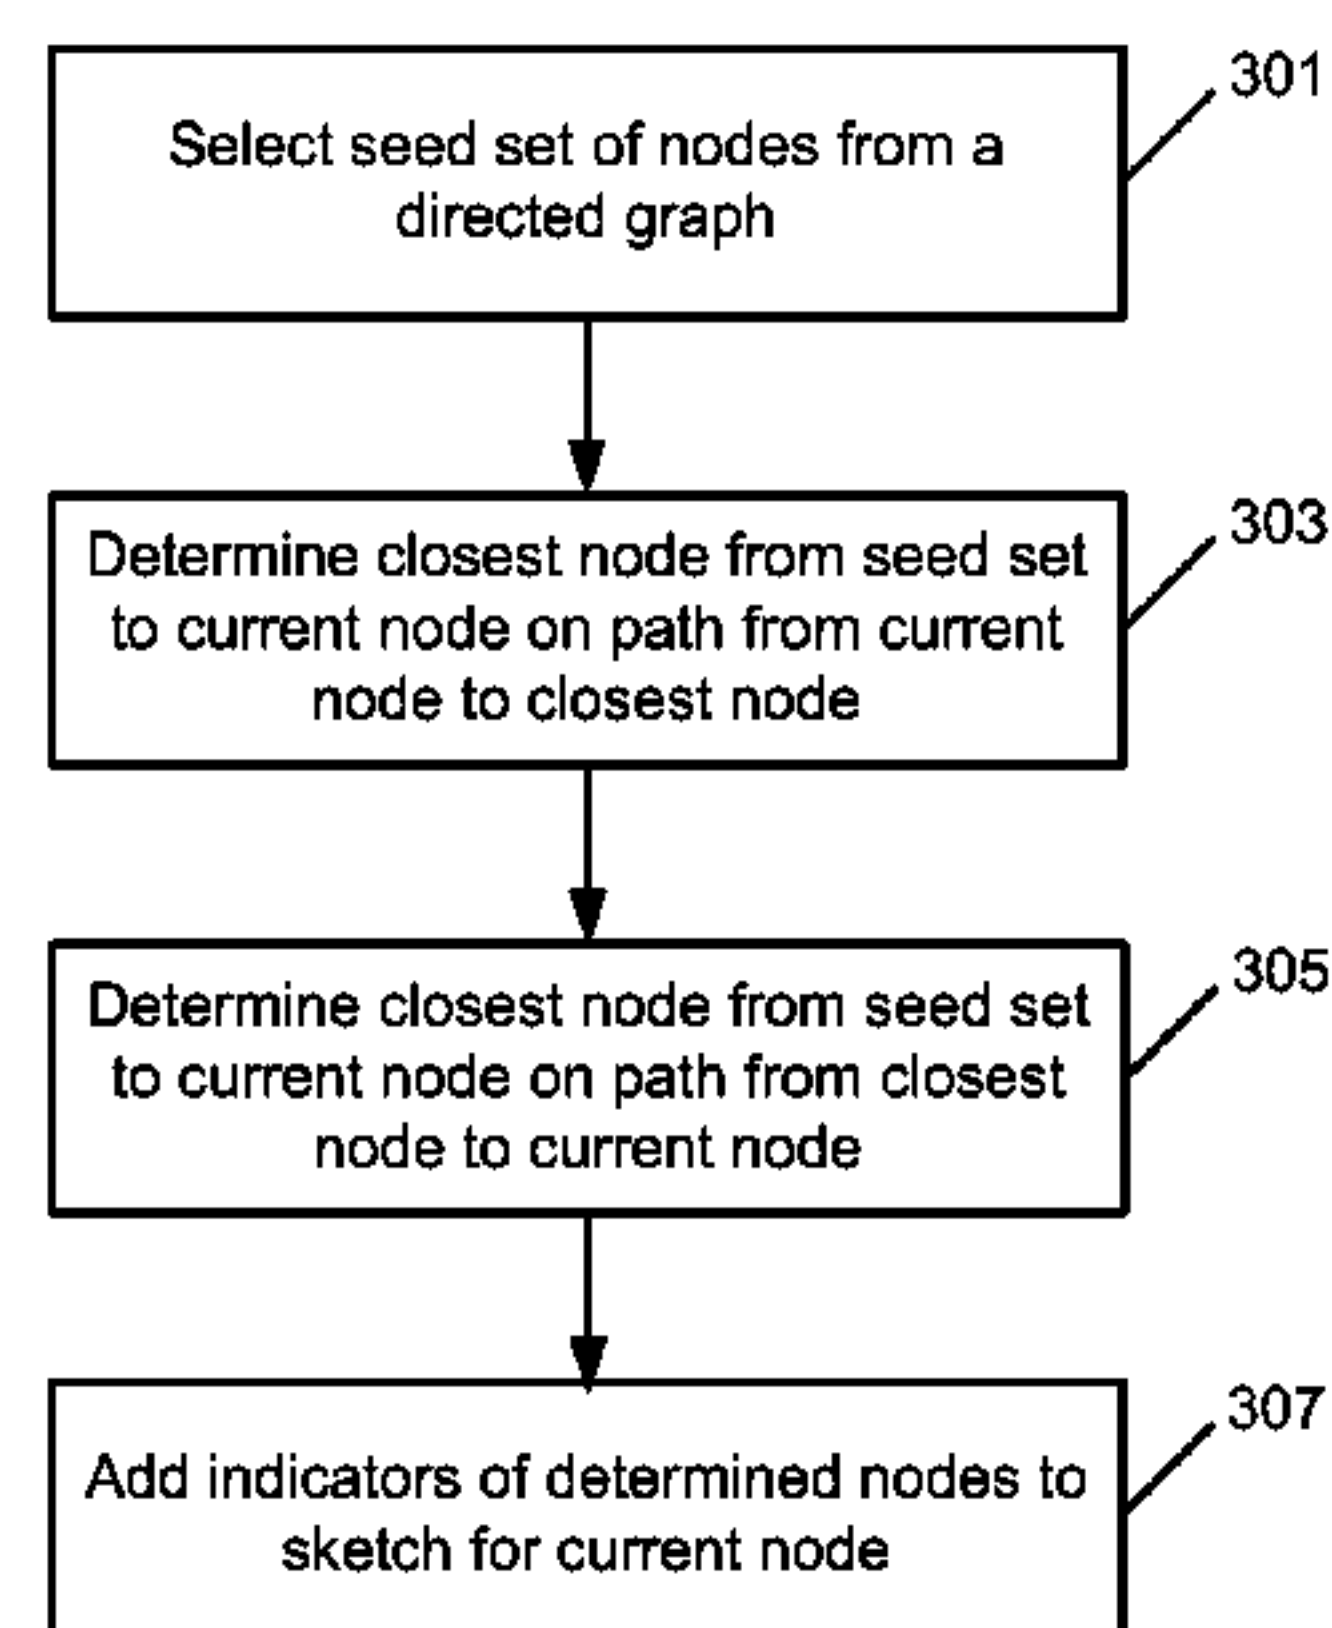 301
Select seed set of nodes from a
directed graph
303
Determine closest node from seed set
to current node on path from current
node to closest node
305
Determine closest node from seed set
to current node on path from closest
node to current node
307
Add indicators of determined nodes to
sketch for current node